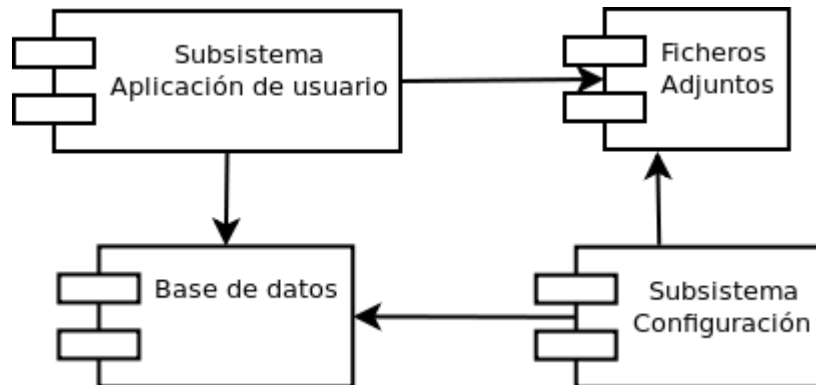 Subsistema
Aplicación de usuario
Ficheros
Adjuntos
Base de datos
Subsistema
Configuración